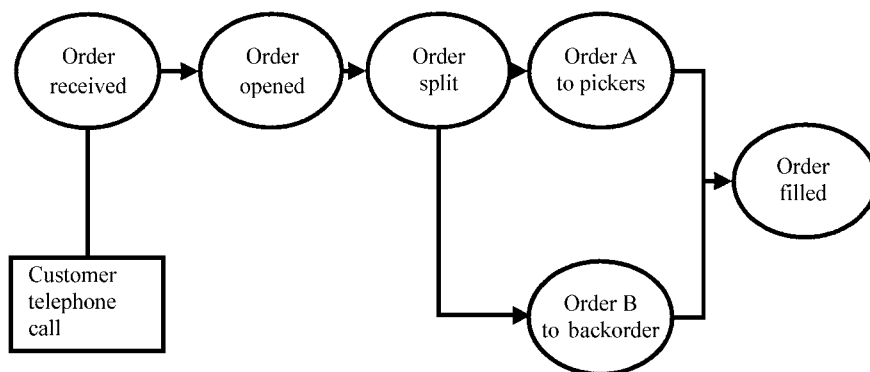 Order
received
Order
opened
Order
split
Order A
to pickers
Order
filled
Customer
telephone
call
Order B
to backorder